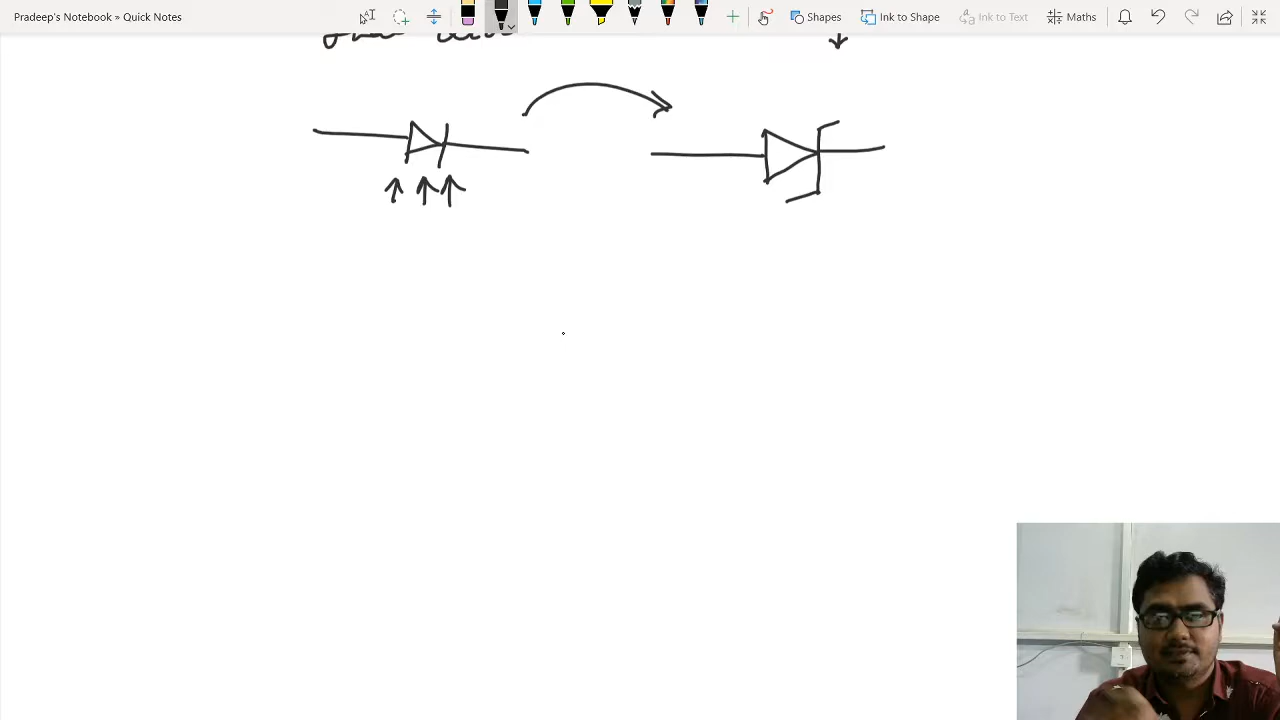 Pradeep's Notebook » Quick Notes
Shapes
Ink to Shape
Ink to Text
Maths